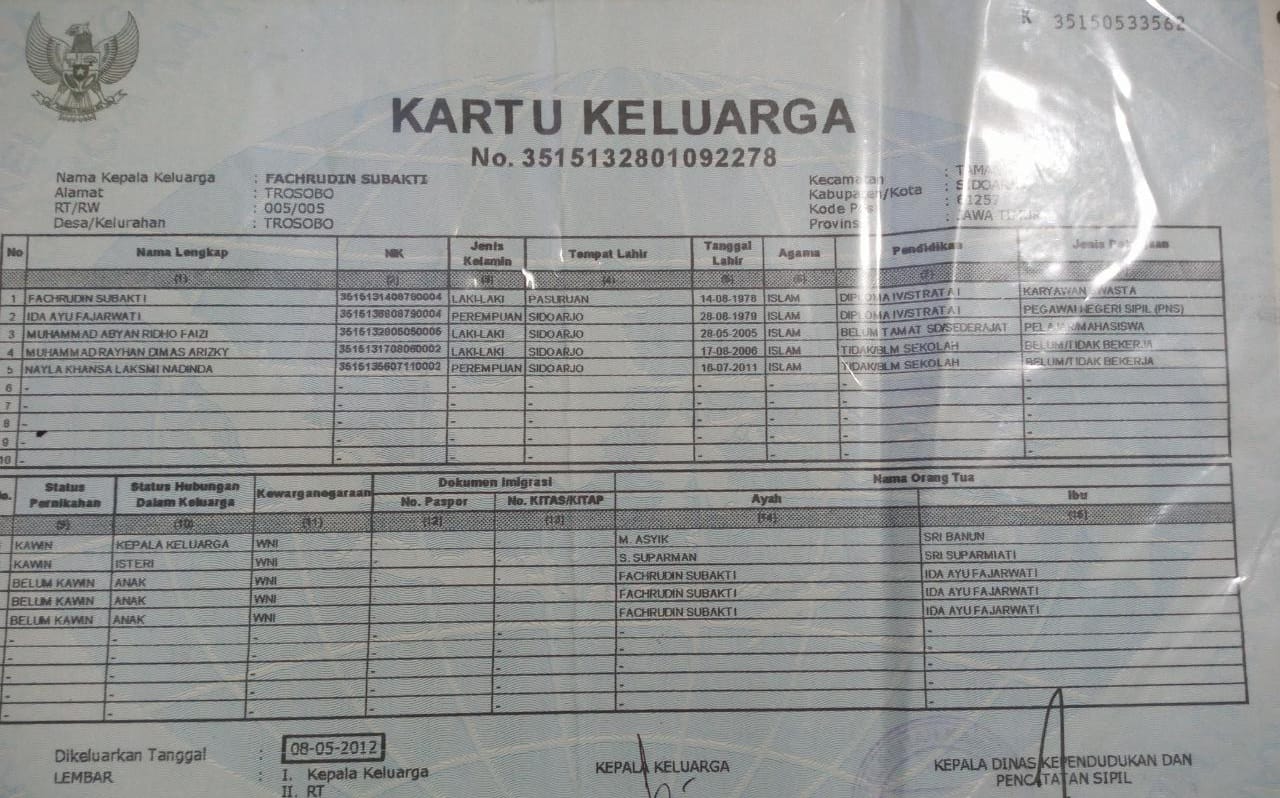 K 35150533562
KARTU KELUARGA
No. 3515132801092278
Nama Kepala Keluarga : FACHRUDIN SUBAKTI
Alamat : TROSOBO
RT/RW : 005/005
Desa/Kelurahan : TROSOBO
Kecamatan :
Kabupaten/Kota :
Kode Pos : 61257
Provinsi : JAWA TIMUR
No Nama Lengkap NIK Jenis Kelamin Tempat Lahir Tanggal Lahir Agama Pendidikan Jenis Pekerjaan
(1) (2) (3) (4) (5) (6) (7)
1 FACHRUDIN SUBAKTI LAKI-LAKI PASURUAN 14-08-1978 ISLAM DIPLOMA IV/STRATA I KARYAWAN SWASTA
2 IDA AYU FAJARWATI PEREMPUAN SIDOARJO 28-08-1979 ISLAM DIPLOMA IV/STRATA I PEGAWAI NEGERI SIPIL (PNS)
3 MUHAMMAD ABYAN RIDHO FAIZI LAKI-LAKI SIDOARJO 28-05-2005 ISLAM BELUM TAMAT SD/SEDERAJAT PELAJAR/MAHASISWA
4 MUHAMMAD RAYHAN DIMAS ARIZKY LAKI-LAKI SIDOARJO 17-08-2006 ISLAM TIDAK/BLM SEKOLAH BELUM/TIDAK BEKERJA
5 NAYLA KHANSA LAKSMI NADINDA PEREMPUAN SIDOARJO 16-07-2011 ISLAM TIDAK/BLM SEKOLAH BELUM/TIDAK BEKERJA
6 - - - - - - - -
7 - - - - - - - -
8 - - - - - - - -
9 - - - - - - - -
10 - - - - - - - -
No. Status Pernikahan Status Hubungan Dalam Keluarga Kewarganegaraan Dokumen Imigrasi Nama Orang Tua
No. Paspor No. KITAS/KITAP Ayah Ibu
(9) (10) (11) (12) (13) (14) (15)
KAWIN KEPALA KELUARGA WNI - - M. ASYIK SRI BANUN
KAWIN ISTERI WNI - - S. SUPARMAN SRI SUPARMIATI
BELUM KAWIN ANAK WNI - - FACHRUDIN SUBAKTI IDA AYU FAJARWATI
BELUM KAWIN ANAK WNI - - FACHRUDIN SUBAKTI IDA AYU FAJARWATI
BELUM KAWIN ANAK WNI - - FACHRUDIN SUBAKTI IDA AYU FAJARWATI
- - - - - - -
- - - - - - -
- - - - - - -
- - - - - - -
- - - - - - -
Dikeluarkan Tanggal : 08-05-2012
LEMBAR : I. Kepala Keluarga
II. RT
KEPALA KELUARGA
KEPALA DINAS KEPENDUDUKAN DAN
PENCATATAN SIPIL